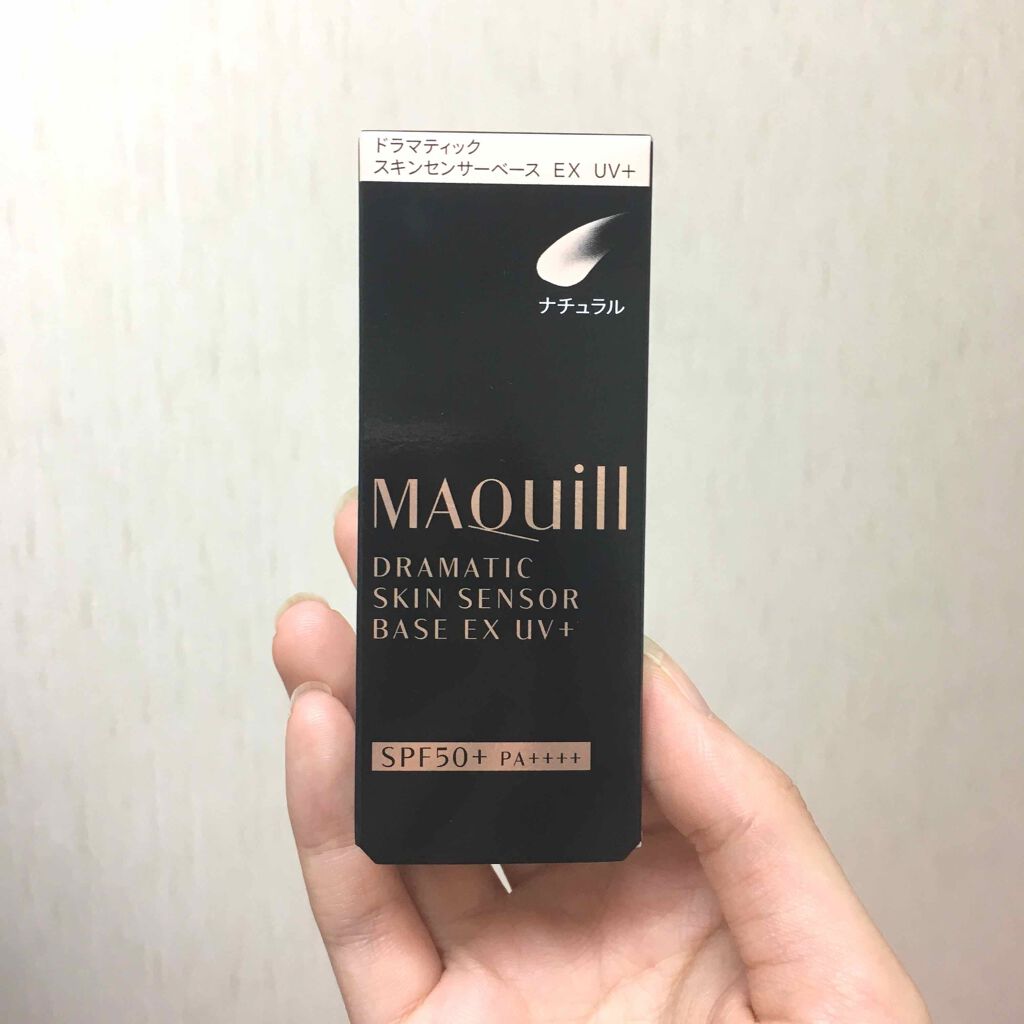 ドラマティック
スキンセンサーベース EX UV+
ナチュラル
MAQuill
DRAMATIC
SKIN SENSOR
BASE EX UV+
SPF50+ PA++++